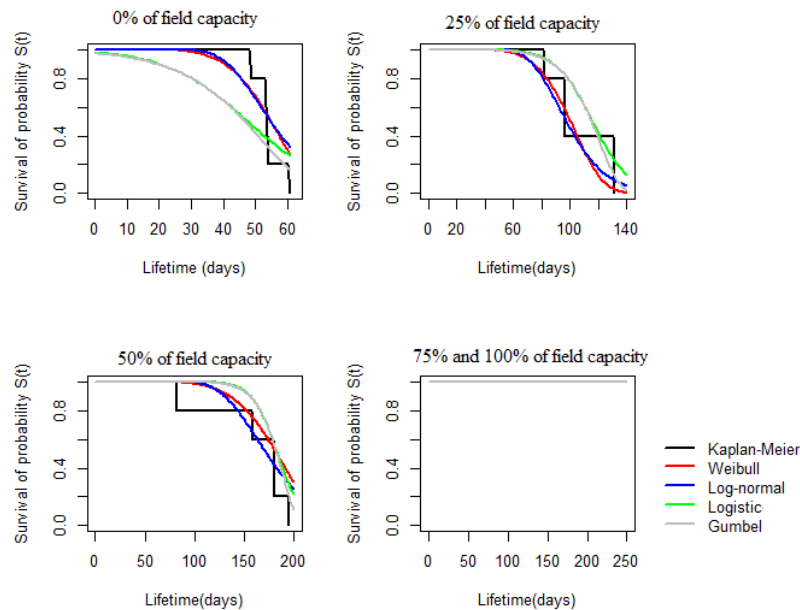 0% of field capacity
Survival of probability S(t)
0.0 0.4 0.8
0 10 20 30 40 50 60
Lifetime (days)
25% of field capacity
Survival of probability S(t)
0.0 0.4 0.8
0 20 60 100 140
Lifetime(days)
50% of field capacity
Survival of probability S(t)
0.0 0.4 0.8
0 50 100 150 200
Lifetime(days)
75% and 100% of field capacity
Survival of probability S(t)
0.0 0.4 0.8
0 50 100 150 200 250
Lifetime(days)
Kaplan-Meier
Weibull
Log-normal
Logistic
Gumbel